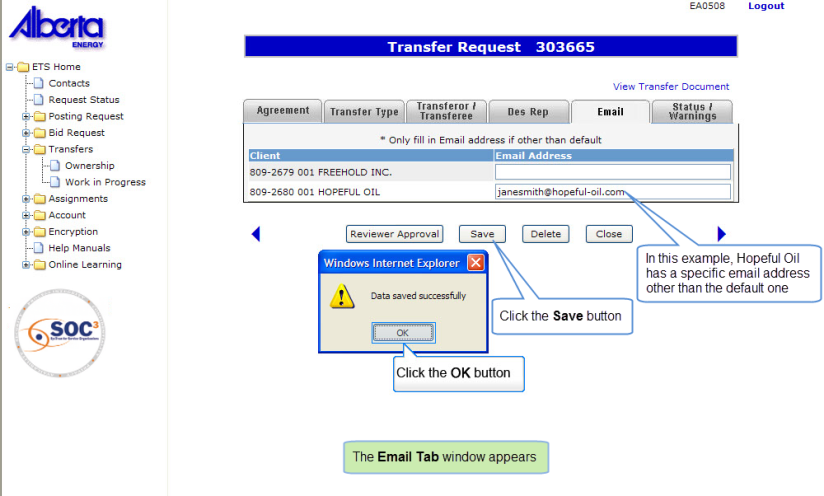 EA0508 Logout
Alberta
ENERGY
Transfer Request 303665
ETS Home
Contacts
Request Status
Posting Request
Bid Request
Transfers
Ownership
Work in Progress
Assignments
Account
Encryption
Help Manuals
Online Learning
SOC3
View Transfer Document
Agreement
Transfer Type
Transferor /
Transferee
Des Rep
Email
Status /
Warnings
* Only fill in Email address if other than default
Client Email Address
809-2679 001 FREEHOLD INC.
809-2680 001 HOPEFUL OIL janesmith@hopeful-oil.com
Reviewer Approval Save Delete Close
In this example, Hopeful Oil
has a specific email address
other than the default one
Windows Internet Explorer
Data saved successfully
OK
Click the Save button
Click the OK button
The Email Tab window appears